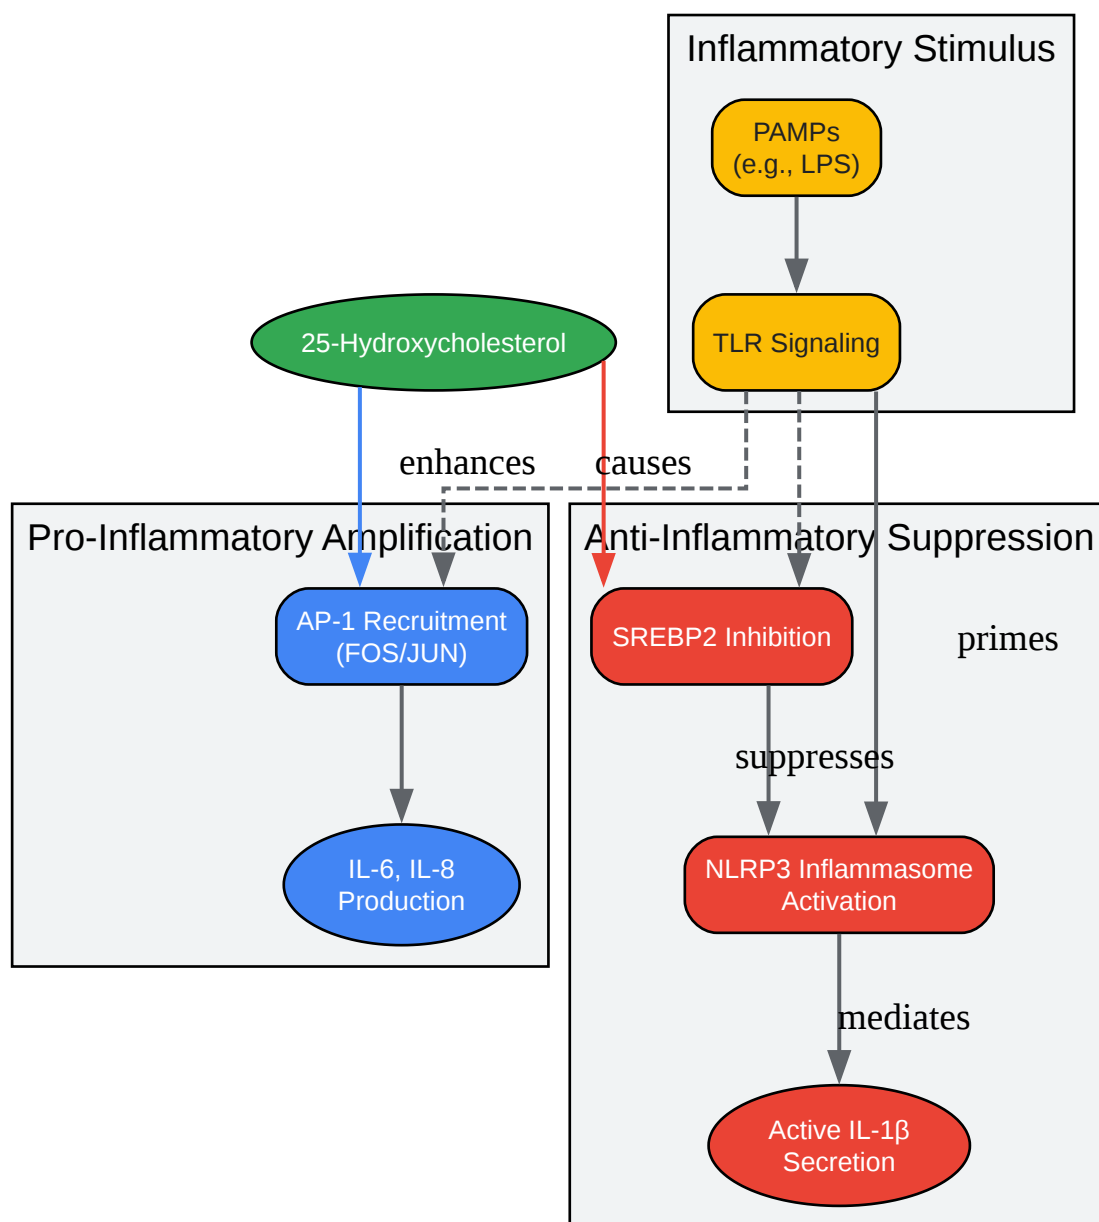 Inflammatory Stimulus
PAMPs
(e.g., LPS)
25-Hydroxycholesterol
TLR Signaling
enhances
causes
Pro-Inflammatory Amplification
Anti-Inflammatory Suppression
AP-1 Recruitment
(FOS/JUN)
SREBP2 Inhibition
primes
suppresses
IL-6, IL-8
Production
NLRP3 Inflammasome
Activation
mediates
Active IL-1β
Secretion